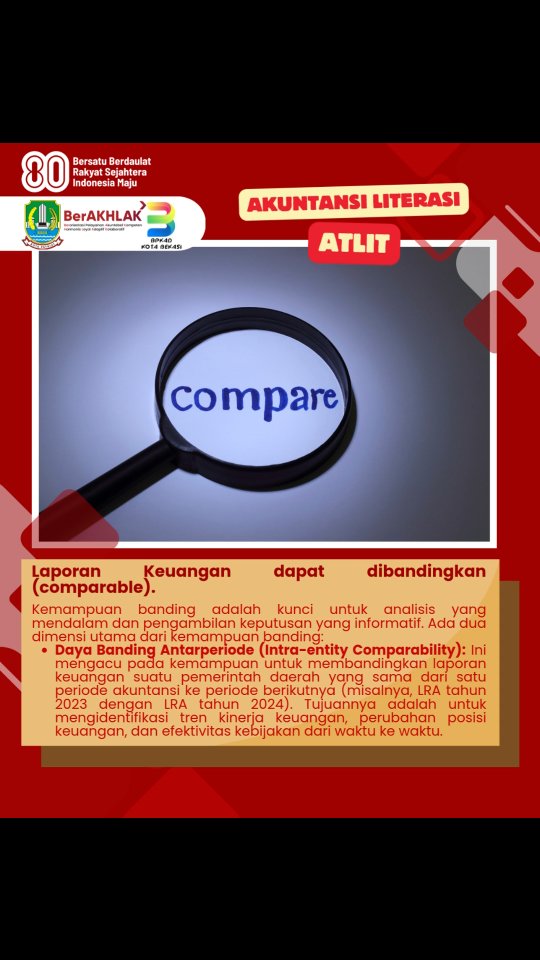 80 Bersatu Berdaulat
Rakyat Sejahtera
Indonesia Maju
BerAKHLAK
BPKAD
KOTA BEKASI
AKUNTANSI LITERASI
ATLIT
compare
Laporan Keuangan dapat dibandingkan
(comparable).
Kemampuan banding adalah kunci untuk analisis yang
mendalam dan pengambilan keputusan yang informatif. Ada dua
dimensi utama dari kemampuan banding:
• Daya Banding Antarperiode (Intra-entity Comparability): Ini
mengacu pada kemampuan untuk membandingkan laporan
keuangan suatu pemerintah daerah yang sama dari satu
periode akuntansi ke periode berikutnya (misalnya, LRA tahun
2023 dengan LRA tahun 2024). Tujuannya adalah untuk
mengidentifikasi tren kinerja keuangan, perubahan posisi
keuangan, dan efektivitas kebijakan dari waktu ke waktu.